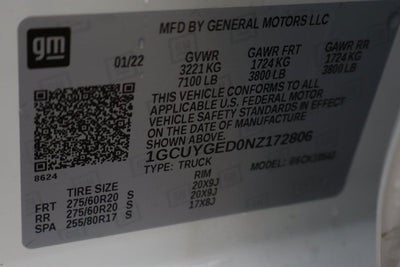 MFD BY GENERAL MOTORS LLC
gm
01/22
GVWR GAWR FRT GAWR RR
3221 KG 1724 KG 1724 KG
7100 LB 3800 LB 3800 LB
THIS VEHICLE CONFORMS TO ALL
APPLICABLE U.S. FEDERAL MOTOR
VEHICLE SAFETY
STANDARDS IN EFFECT
ON THE DATE OF MANUFACTURE
SHOWN ABOVE.
1GCUYGED0NZ172806
8624
TYPE: TRUCK MODEL:
TIRE SIZE RIM
FRT 275/60R20 S 20X9J
RR 275/60R20 S 20X9J
SPA 255/80R17 S 17X8J